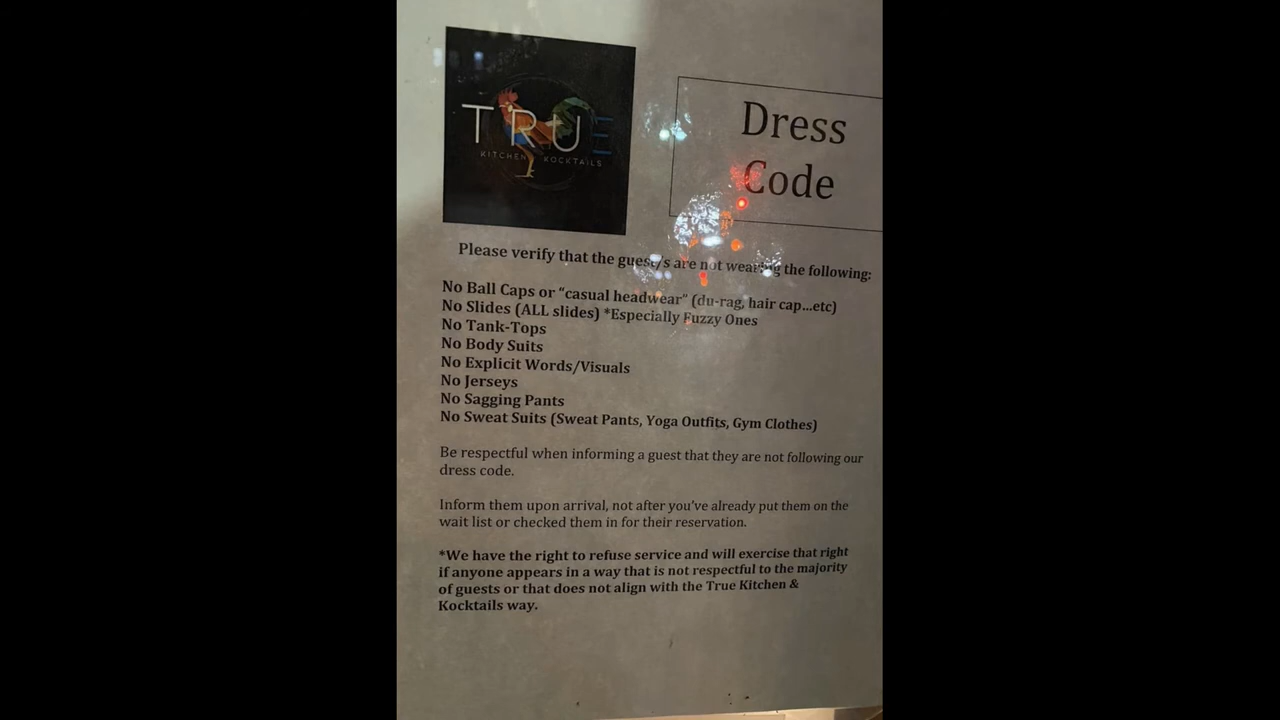 TRUE
KITCHEN KOCKTAILS
Dress
Code
Please verify that the guest/s are not wearing the following:
No Ball Caps or “casual headwear” (du-rag, hair cap...etc)
No Slides (ALL slides) *Especially Fuzzy Ones
No Tank-Tops
No Body Suits
No Explicit Words/Visuals
No Jerseys
No Sagging Pants
No Sweat Suits (Sweat Pants, Yoga Outfits, Gym Clothes)
Be respectful when informing a guest that they are not following our
dress code.
Inform them upon arrival, not after you’ve already put them on the
wait list or checked them in for their reservation.
*We have the right to refuse service and will exercise that right
if anyone appears in a way that is not respectful to the majority
of guests or that does not align with the True Kitchen &
Kocktails way.